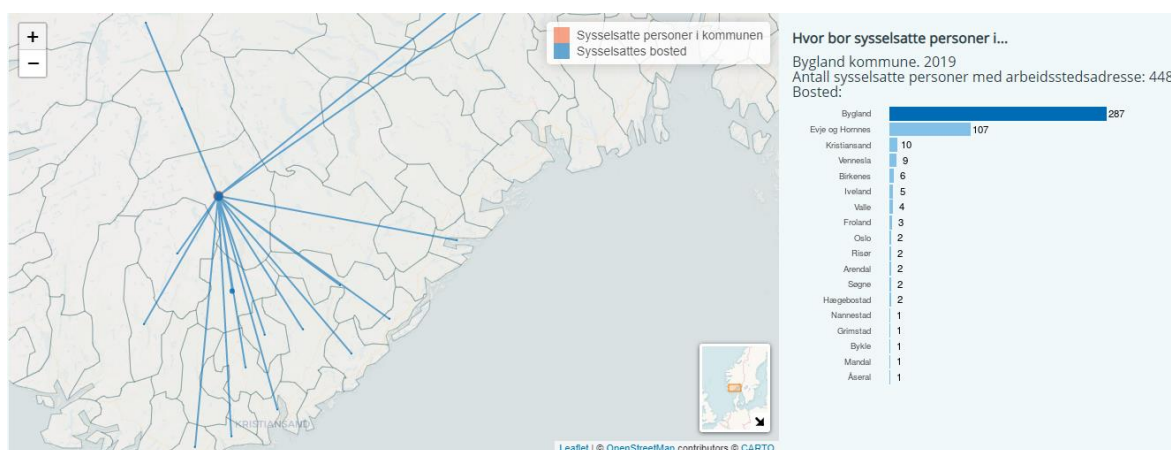 +
−
Sysselsatte personer i kommunen
Sysselsattes bosted
KRISTIANSAND
Leaflet | © OpenStreetMap contributors © CARTO
Hvor bor sysselsatte personer i...
Bygland kommune. 2019
Antall sysselsatte personer med arbeidsstedsadresse: 448
Bosted:
Bygland 287
Evje og Hornnes 107
Kristiansand 10
Vennesla 9
Birkenes 6
Iveland 5
Valle 4
Froland 3
Oslo 2
Risør 2
Arendal 2
Søgne 2
Hægebostad 2
Nannestad 1
Grimstad 1
Bykle 1
Mandal 1
Åseral 1